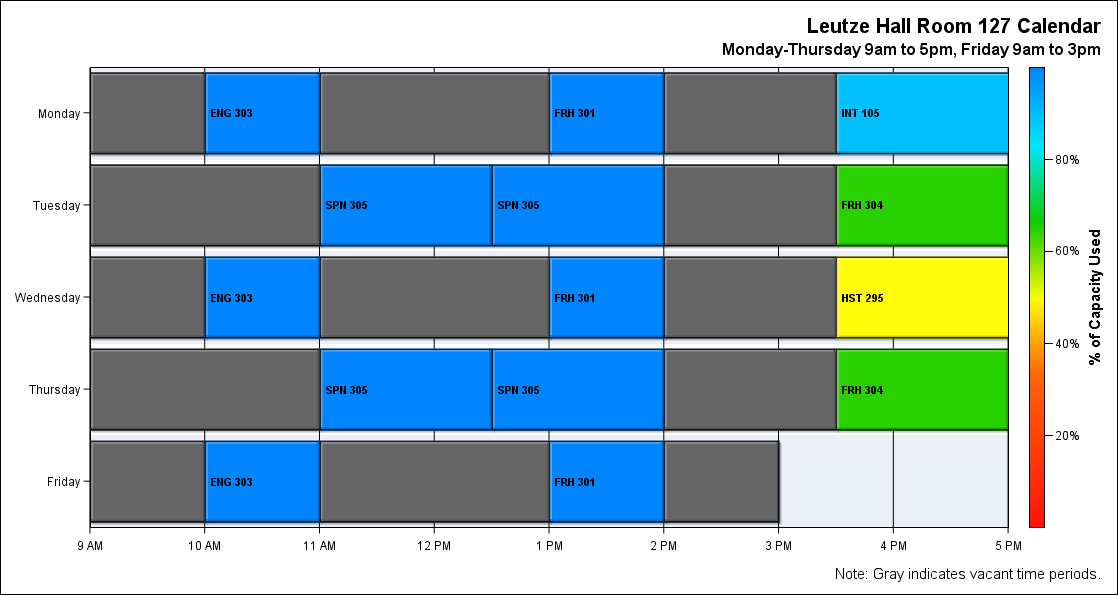 Leutze Hall Room 127 Calendar
Monday-Thursday 9am to 5pm, Friday 9am to 3pm
Monday
ENG 303
FRH 301
INT 105
Tuesday
SPN 305
SPN 305
FRH 304
Wednesday
ENG 303
FRH 301
HST 295
Thursday
SPN 305
SPN 305
FRH 304
Friday
ENG 303
FRH 301
9 AM
10 AM
11 AM
12 PM
1 PM
2 PM
3 PM
4 PM
5 PM
80%
60%
40%
20%
% of Capacity Used
Note: Gray indicates vacant time periods.